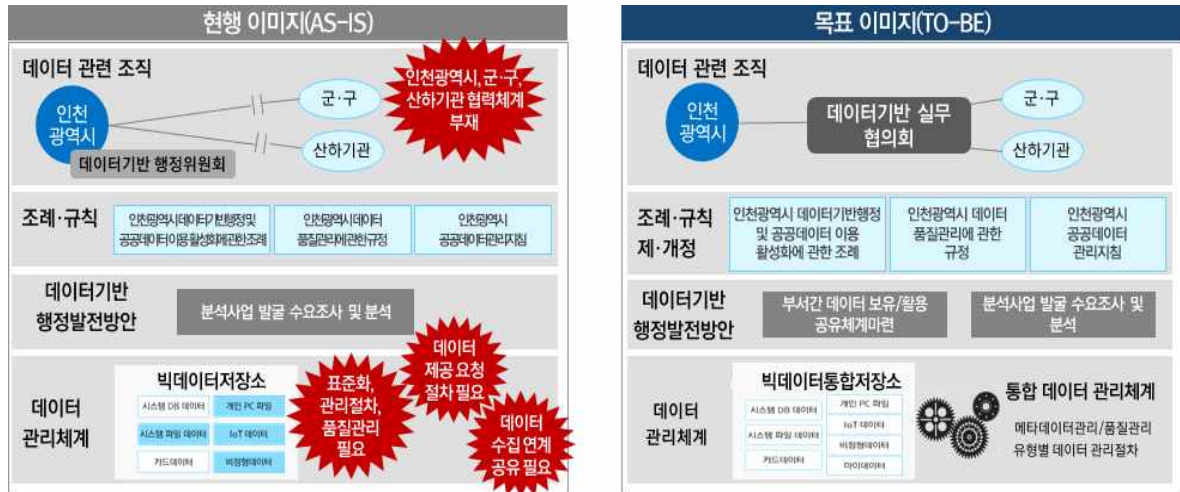 현행 이미지(AS-IS)
데이터 관련 조직
인천
광역시
데이터기반 행정위원회
군·구
산하기관
인천광역시, 군·구,
산하기관 협력체계
부재
조례·규칙
인천광역시데이터기반행정및
공공데이터이용활성화에관한조례
인천광역시데이터
품질관리에관한규정
인천광역시
공공데이터관리지침
데이터기반
행정발전방안
분석사업 발굴 수요조사 및 분석
데이터
관리체계
빅데이터저장소
시스템 DB 데이터
개인 PC 파일
시스템 파일 데이터
IoT 데이터
카드데이터
비정형데이터
표준화,
관리절차,
품질관리
필요
데이터
제공 요청
절차 필요
데이터
수집 연계
공유 필요
목표 이미지(TO-BE)
데이터 관련 조직
인천
광역시
데이터기반 실무
협의회
군·구
산하기관
조례·규칙
제·개정
인천광역시 데이터기반행정
및 공공데이터 이용
활성화에 관한 조례
인천광역시 데이터
품질관리에 관한
규정
인천광역시
공공데이터
관리지침
데이터기반
행정발전방안
부서간 데이터 보유/활용
공유체계마련
분석사업 발굴 수요조사 및
분석
데이터
관리체계
빅데이터통합저장소
시스템 DB 데이터
시스템 파일 데이터
카드데이터
개인 PC 파일
IoT 데이터
비정형데이터
마이데이터
통합 데이터 관리체계
메타데이터관리/품질관리
유형별 데이터 관리절차